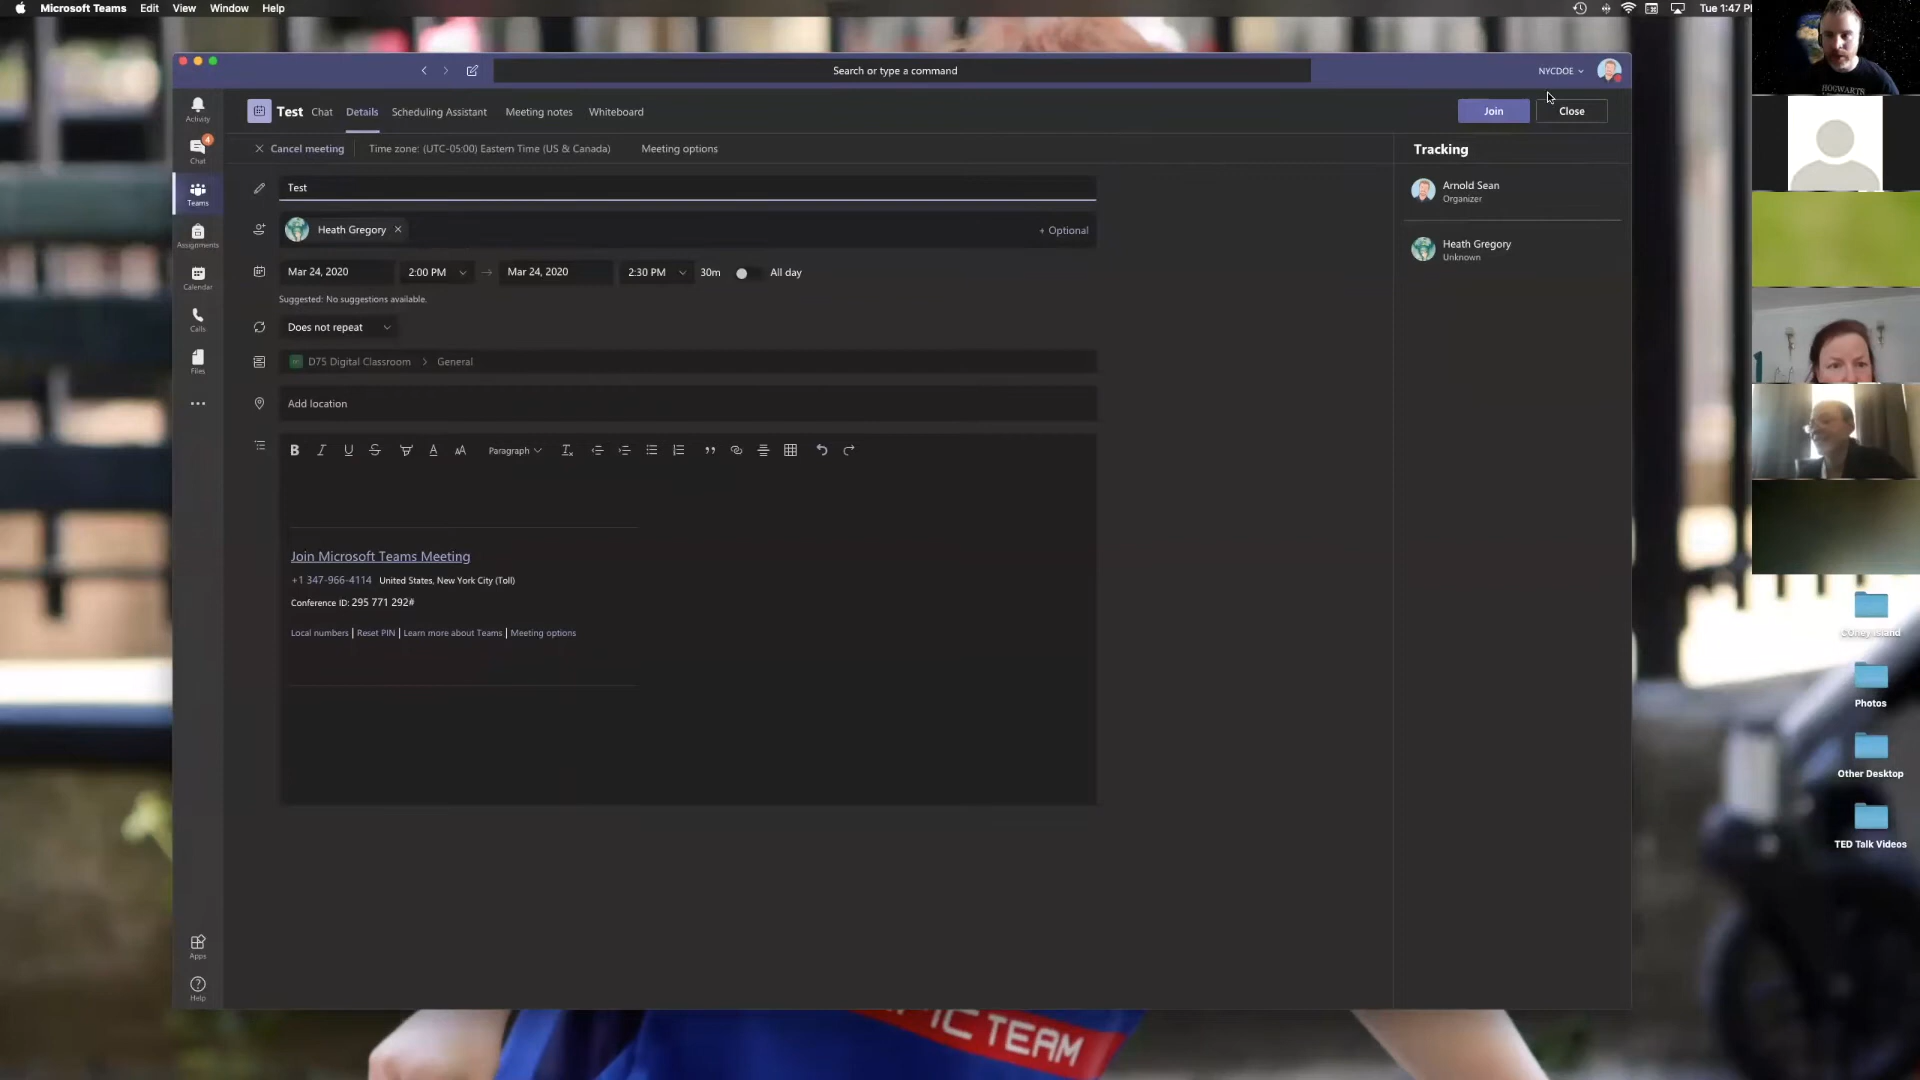 Microsoft Teams Edit View Window Help
Tue 1:47 P
Search or type a command
NYCDOE
Activity
Chat
4
Teams
Assignments
Calendar
Calls
Files
Apps
Help
Test Chat Details Scheduling Assistant Meeting notes Whiteboard
Join Close
Cancel meeting Time zone: (UTC-05:00) Eastern Time (US & Canada) Meeting options
Test
Heath Gregory
+ Optional
Mar 24, 2020 2:00 PM Mar 24, 2020 2:30 PM 30m All day
Suggested: No suggestions available.
Does not repeat
D75 Digital Classroom > General
Add location
B I U S A AA Paragraph
Join Microsoft Teams Meeting
+1 347-966-4114 United States, New York City (Toll)
Conference ID: 295 771 292#
Local numbers | Reset PIN | Learn more about Teams | Meeting options
Tracking
Arnold Sean
Organizer
Heath Gregory
Unknown
HOGWARTS
COney Island
Photos
Other Desktop
TED Talk Videos
TEAM